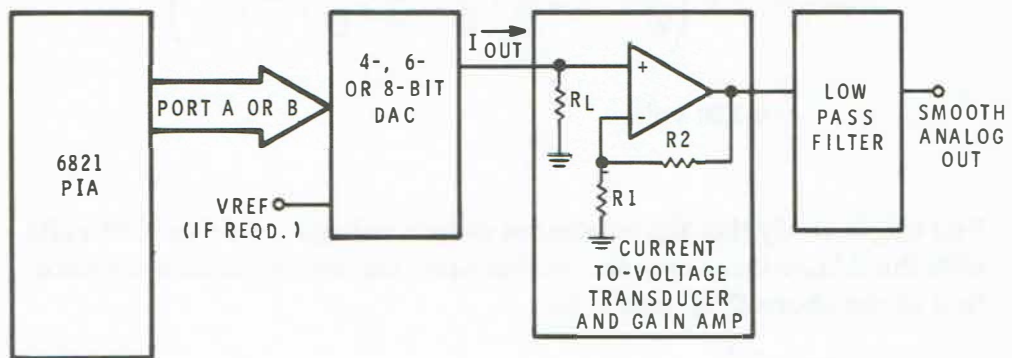 6821
PIA
PORT A OR B
VREF
(IF REQD.)
4-, 6-
OR 8-BIT
DAC
I OUT
+
-
RL
R2
R1
CURRENT
TO-VOLTAGE
TRANSDUCER
AND GAIN AMP
LOW
PASS
FILTER
SMOOTH
ANALOG
OUT